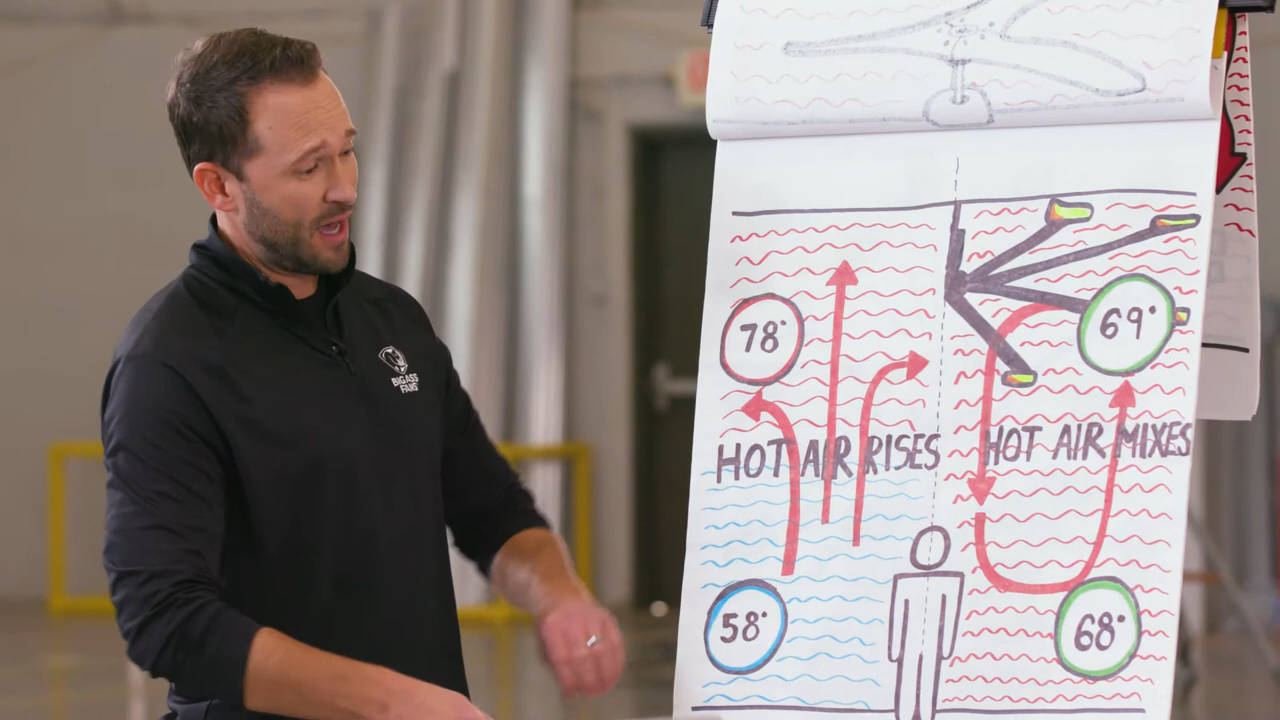 BIG ASS
FANS
78°
69°
HOT AIR RISES
HOT AIR MIXES
58°
68°